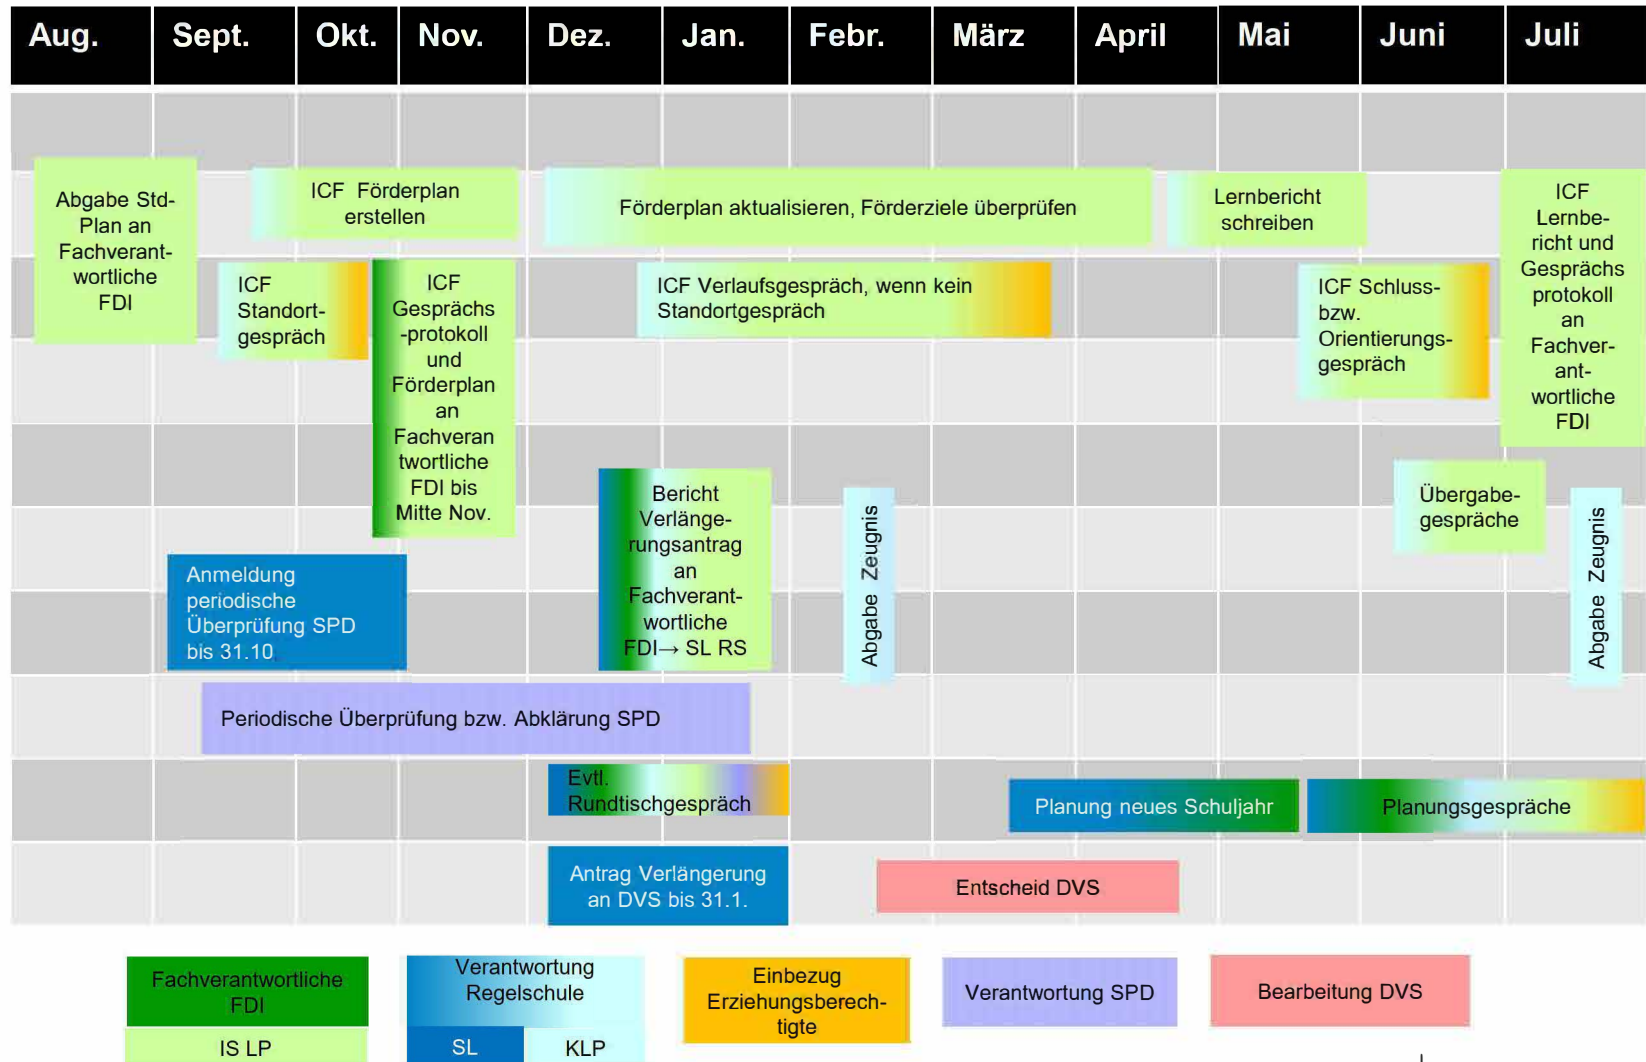 Aug. Sept. Okt. Nov. Dez. Jan. Febr. März April Mai Juni Juli
Abgabe Std-
Plan an
Fachverant-
wortliche
FDI
ICF Förderplan
erstellen
Förderplan aktualisieren, Förderziele überprüfen
Lernbericht
schreiben
ICF
Lernbe-
richt und
Gesprächs
protokoll
an
Fachver-
ant-
wortliche
FDI
ICF
Standort-
gespräch
ICF
Gesprächs
-protokoll
und
Förderplan
an
Fachveran
twortliche
FDI bis
Mitte Nov.
ICF Verlaufsgespräch, wenn kein
Standortgespräch
ICF Schluss-
bzw.
Orientierungs-
gespräch
Bericht
Verlänge-
rungsantrag
an
Fachverant-
wortliche
FDI→ SL RS
Abgabe Zeugnis
Übergabe-
gespräche
Abgabe Zeugnis
Anmeldung
periodische
Überprüfung SPD
bis 31.10.
Periodische Überprüfung bzw. Abklärung SPD
Evtl.
Rundtischgespräch
Planung neues Schuljahr
Planungsgespräche
Antrag Verlängerung
an DVS bis 31.1.
Entscheid DVS
Fachverantwortliche
FDI
IS LP
Verantwortung
Regelschule
SL KLP
Einbezug
Erziehungsberech-
tigte
Verantwortung SPD
Bearbeitung DVS